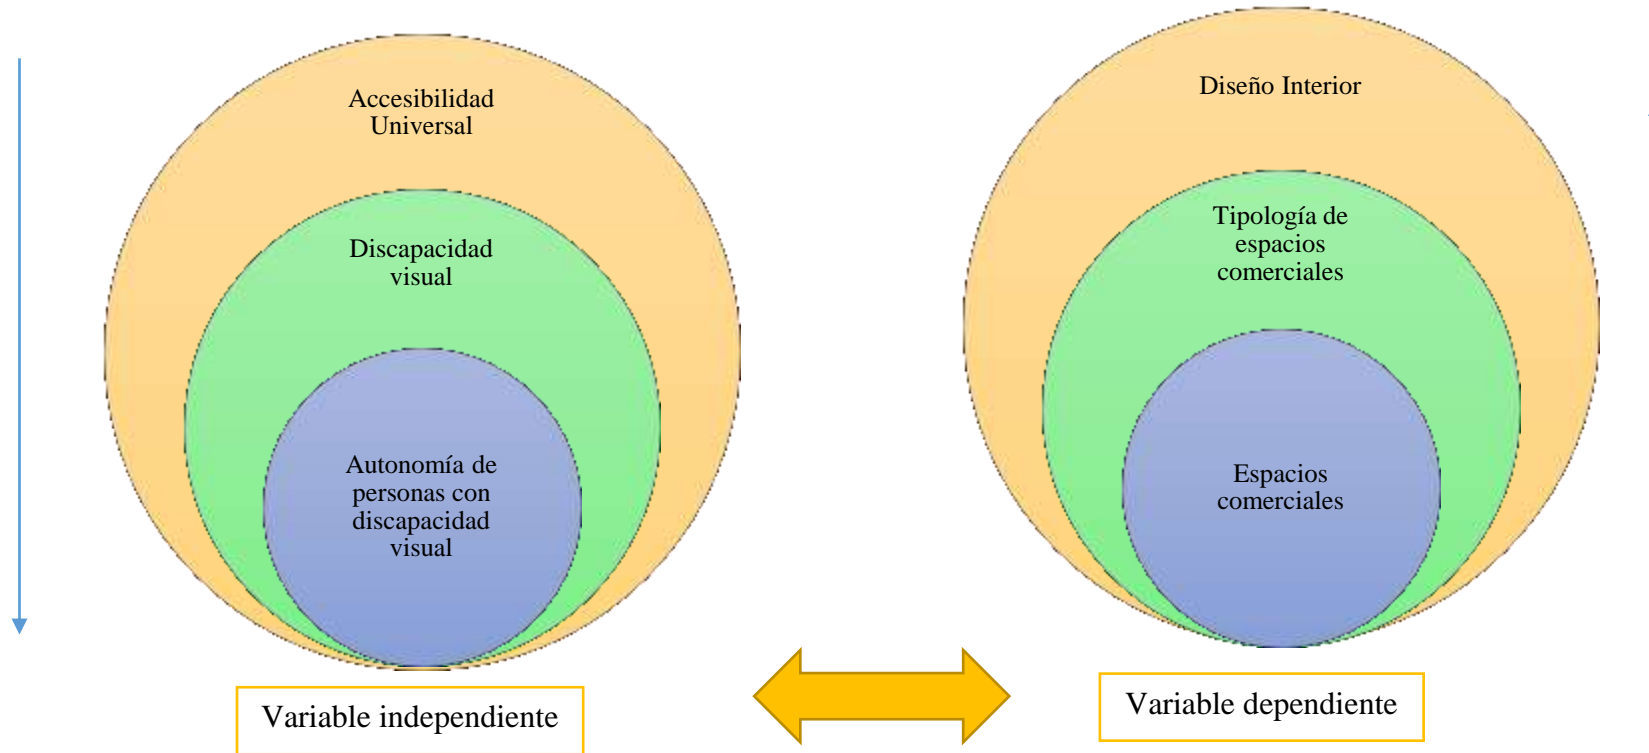 Accesibilidad
Universal
Discapacidad
visual
Autonomía de
personas con
discapacidad
visual
Variable independiente
Diseño Interior
Tipología de
espacios
comerciales
Espacios
comerciales
Variable dependiente